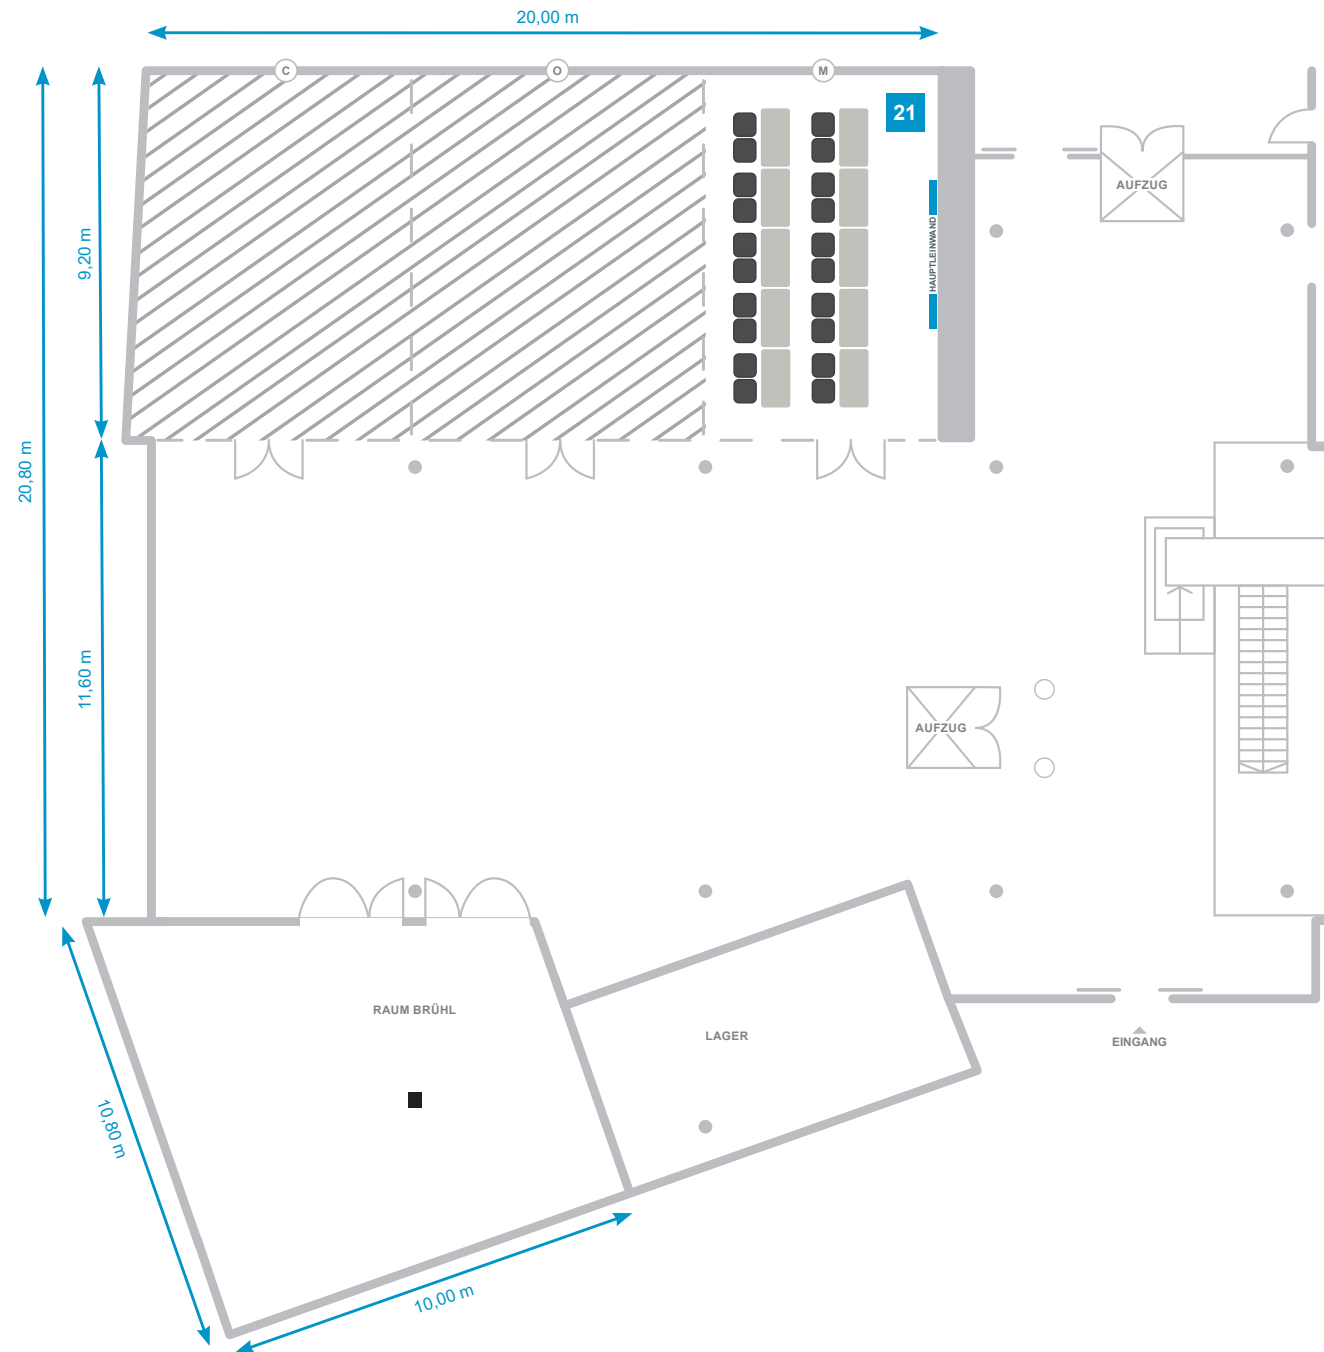 20,00 m
C
O
M
21
AUFZUG
9,20 m
HAUPTLEINWAND
20,80 m
11,60 m
AUFZUG
RAUM BRÜHL
LAGER
EINGANG
10,80 m
10,00 m